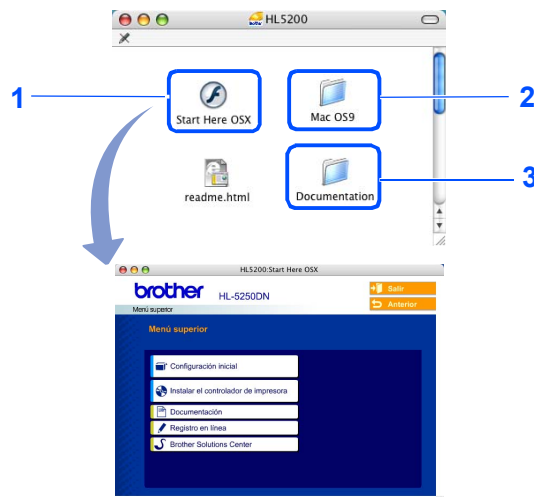 HL5200
1
2
Start Here OSX
Mac OS9
3
readme.html
Documentation
HL5200:Start Here OSX
brother HL-5250DN
Salir
Menú superior
Anterior
Menú superior
Configuración inicial
Instalar el controlador de impresora
Documentación
Registro en línea
Brother Solutions Center